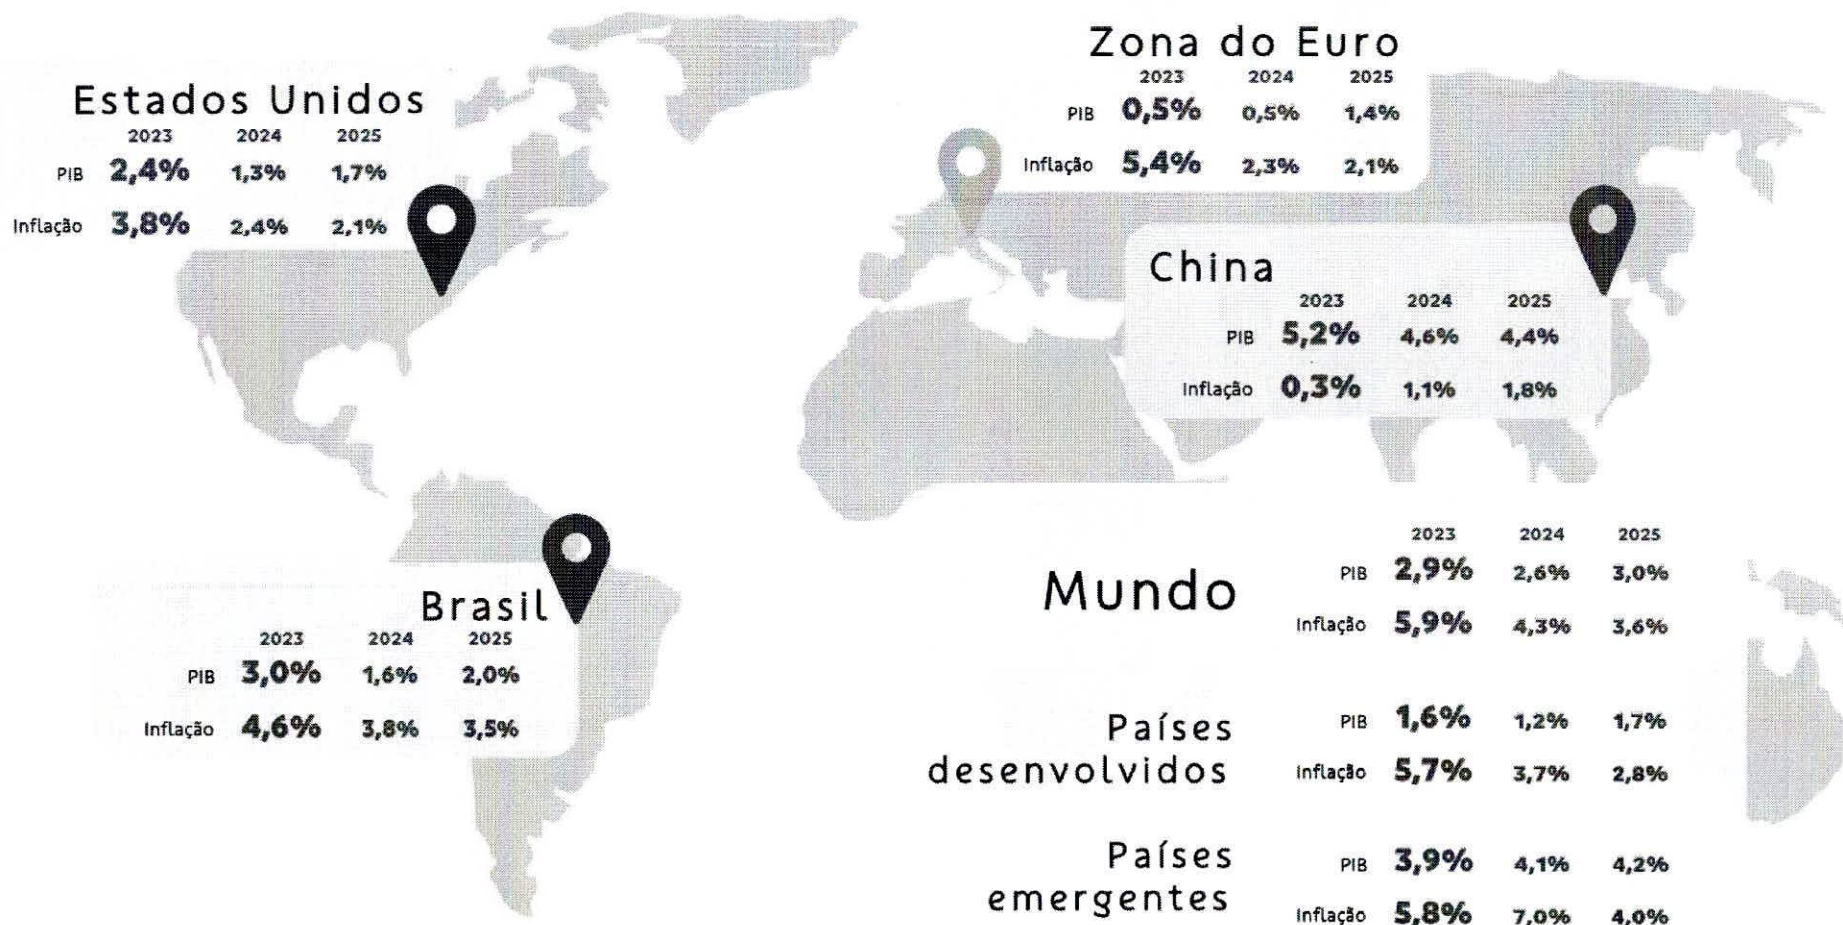 Estados Unidos
2023 2024 2025
PIB 2,4% 1,3% 1,7%
Inflação 3,8% 2,4% 2,1%
Zona do Euro
2023 2024 2025
PIB 0,5% 0,5% 1,4%
Inflação 5,4% 2,3% 2,1%
China
2023 2024 2025
PIB 5,2% 4,6% 4,4%
Inflação 0,3% 1,1% 1,8%
Brasil
2023 2024 2025
PIB 3,0% 1,6% 2,0%
Inflação 4,6% 3,8% 3,5%
Mundo
2023 2024 2025
PIB 2,9% 2,6% 3,0%
Inflação 5,9% 4,3% 3,6%
Países
desenvolvidos
PIB 1,6% 1,2% 1,7%
Inflação 5,7% 3,7% 2,8%
Países
emergentes
PIB 3,9% 4,1% 4,2%
Inflação 5,8% 7,0% 4,0%